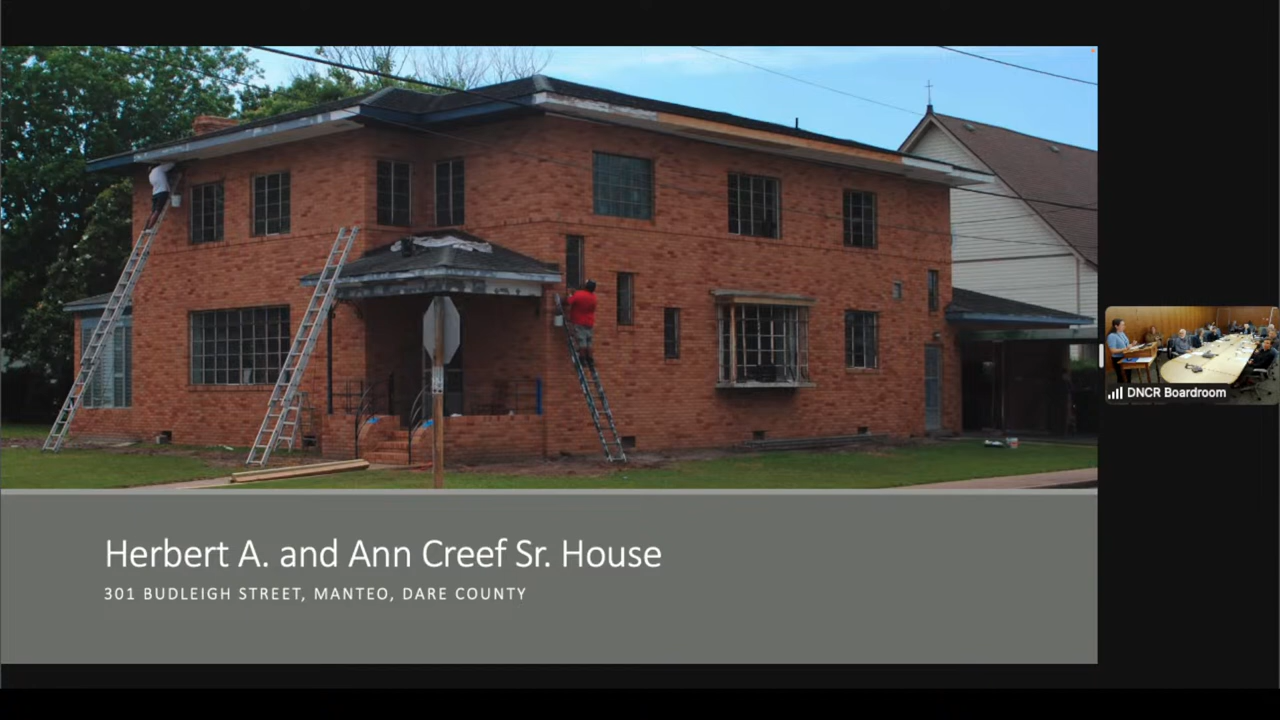 Herbert A. and Ann Creef Sr. House
301 BUDLEIGH STREET, MANTEO, DARE COUNTY
DNCR Boardroom